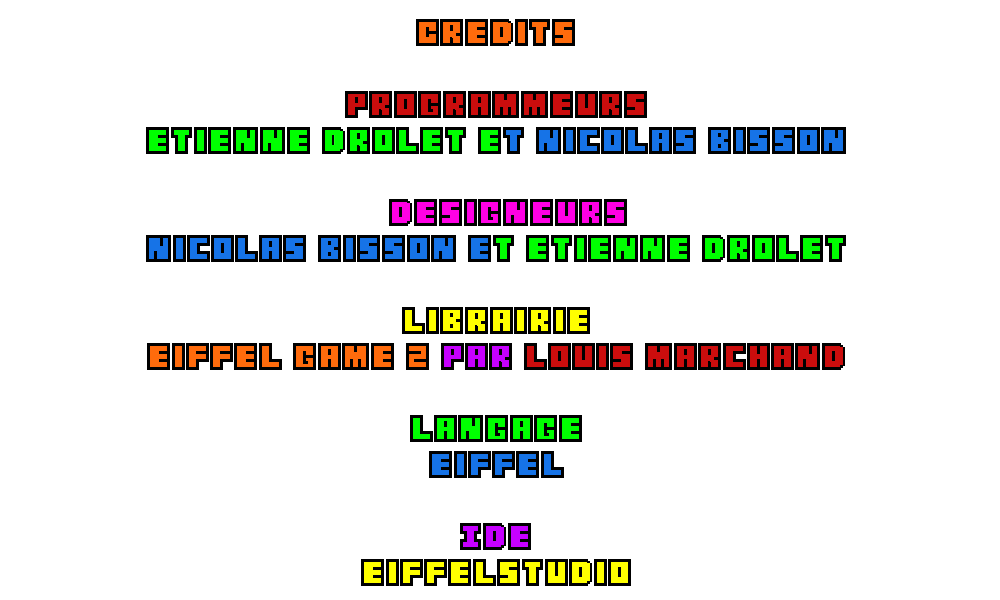 CREDITS
PROGRAMMEURS
ETIENNE DROLET ET NICOLAS BISSON
DESIGNEURS
NICOLAS BISSON ET ETIENNE DROLET
LIBRAIRIE
EIFFEL GAME 2 PAR LOUIS MARCHAND
LANGAGE
EIFFEL
IDE
EIFFELSTUDIO